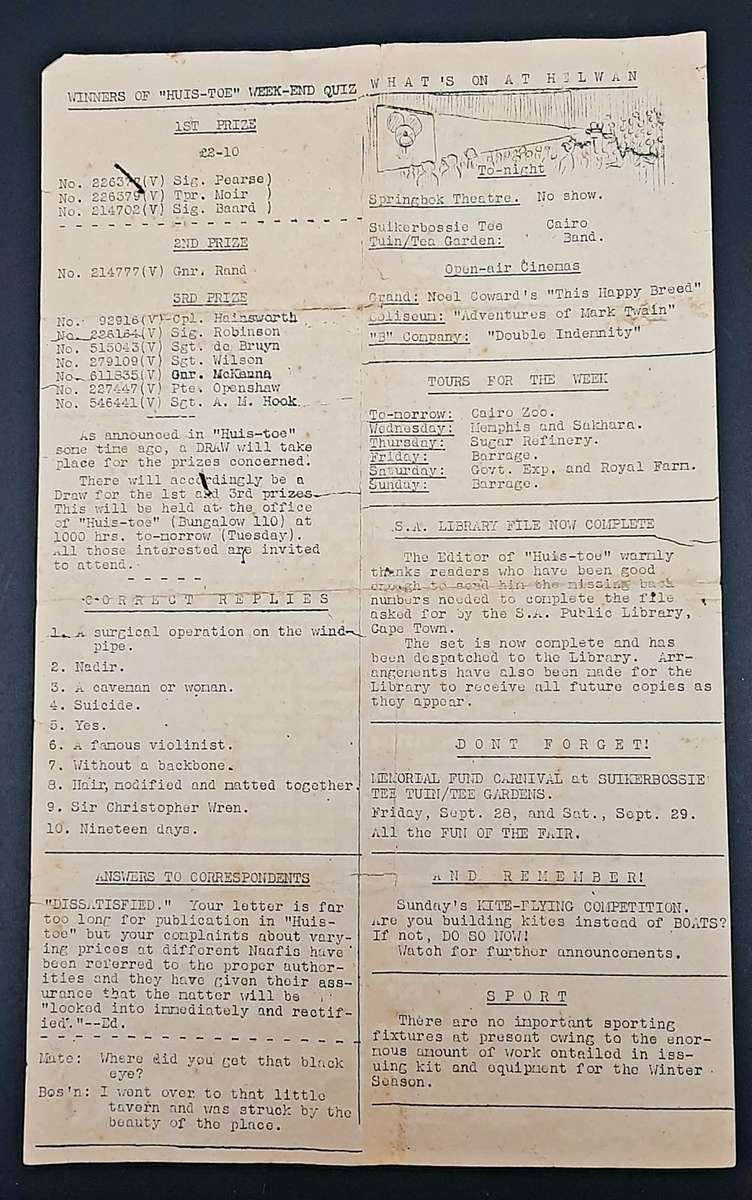 WINNERS OF "HUIS-TOE" WEEK-END QUIZ
1ST PRIZE
£2-10
No. 226377(V) Sig. Pearse)
No. 226379(V) Tpr. Moir )
No. 214702(V) Sig. Baard )
2ND PRIZE
No. 214777(V) Gnr. Rand
3RD PRIZE
No. 92916(V) Cpl. Hainsworth
No. 226164(V) Sig. Robinson
No. 515043(V) Sgt. de Bruyn
No. 279109(V) Sgt. Wilson
No. 611835(V) Gnr. McKenna
No. 227447(V) Pte. Openshaw
No. 546441(V) Sgt. A. M. Hook
As announced in "Huis-toe"
some time ago, a DRAW will take
place for the prizes concerned.
There will accordingly be a
Draw for the 1st and 3rd prizes.
This will be held at the office
of "Huis-toe" (Bungalow 110) at
1000 hrs. to-morrow (Tuesday).
All those interested are invited
to attend.
CORRECT REPLIES
1. A surgical operation on the wind-
pipe.
2. Nadir.
3. A caveman or woman.
4. Suicide.
5. Yes.
6. A famous violinist.
7. Without a backbone.
8. Hair, modified and matted together.
9. Sir Christopher Wren.
10. Nineteen days.
ANSWERS TO CORRESPONDENTS
"DISSATISFIED." Your letter is far
too long for publication in "Huis-
toe" but your complaints about vary-
ing prices at different Naafis have
been referred to the proper author-
ities and they have given their ass-
urance that the matter will be
"looked into immediately and rectif-
ied."--Ed.
Mate: Where did you get that black
eye?
Bos'n: I went over to that little
tavern and was struck by the
beauty of the place.
WHAT'S ON AT HELWAN
To-night
Springbok Theatre. No show.
Suikerbossie Tee Cairo
Tuin/Tea Garden: Band.
Open-air Cinemas
Grand: Noel Coward's "This Happy Breed"
Coliseum: "Adventures of Mark Twain"
"B" Company: "Double Indemnity"
TOURS FOR THE WEEK
To-morrow: Cairo Zoo.
Wednesday: Memphis and Sakhara.
Thursday: Sugar Refinery.
Friday: Barrage.
Saturday: Govt. Exp. and Royal Farm.
Sunday: Barrage.
S.A. LIBRARY FILE NOW COMPLETE
The Editor of "Huis-toe" warmly
thanks readers who have been good
enough to send him the missing back
numbers needed to complete the file
asked for by the S.A. Public Library,
Cape Town.
The set is now complete and has
been despatched to the Library. Arr-
angements have also been made for the
Library to receive all future copies as
they appear.
DONT FORGET!
MEMORIAL FUND CARNIVAL at SUIKERBOSSIE
TEE TUIN/TEE GARDENS.
Friday, Sept. 28, and Sat., Sept. 29.
All the FUN OF THE FAIR.
AND REMEMBER!
Sunday's KITE-FLYING COMPETITION.
Are you building kites instead of BOATS?
If not, DO SO NOW!
Watch for further announcements.
SPORT
There are no important sporting
fixtures at present owing to the enor-
mous amount of work entailed in iss-
uing kit and equipment for the Winter
Season.